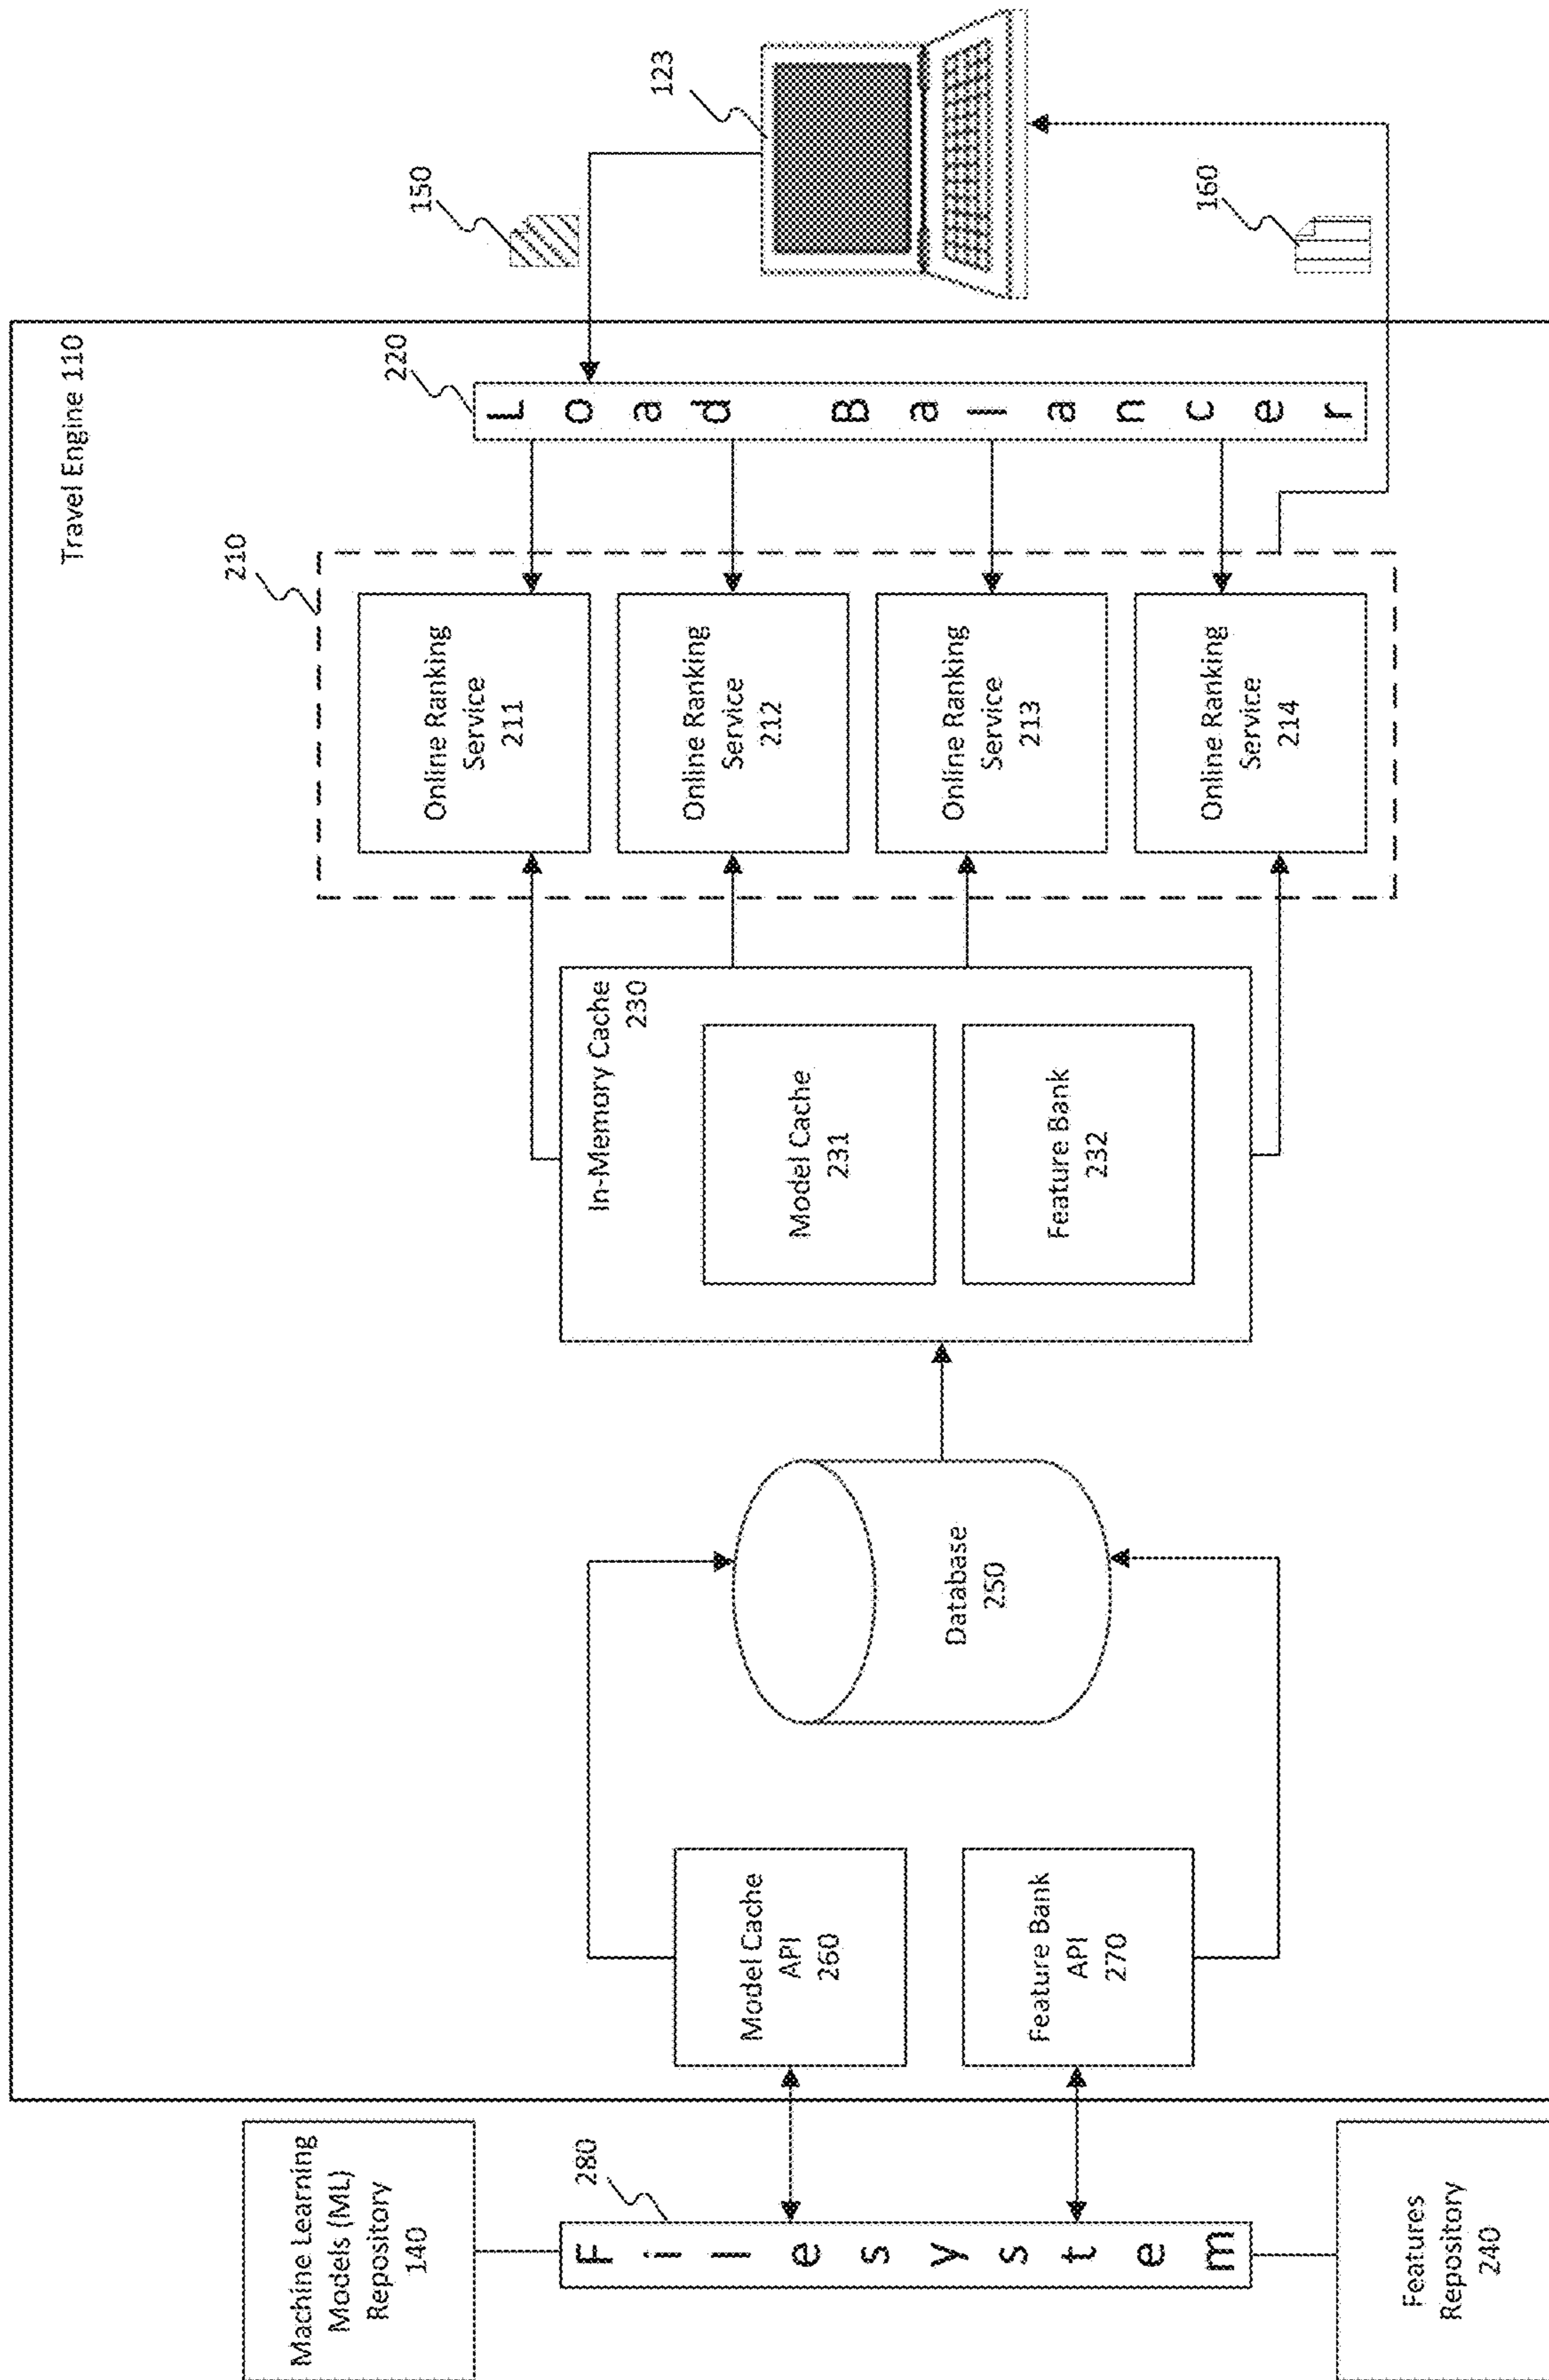 Machine Learning
Models (ML)
Repository
140
280
Filesystem
Features
Repository
240
Travel Engine 110
Model Cache
API
260
Feature Bank
API
270
Database
250
In-Memory Cache
230
Model Cache
231
Feature Bank
232
210
Online Ranking
Service
211
Online Ranking
Service
212
Online Ranking
Service
213
Online Ranking
Service
214
220
Load Balancer
150
123
160